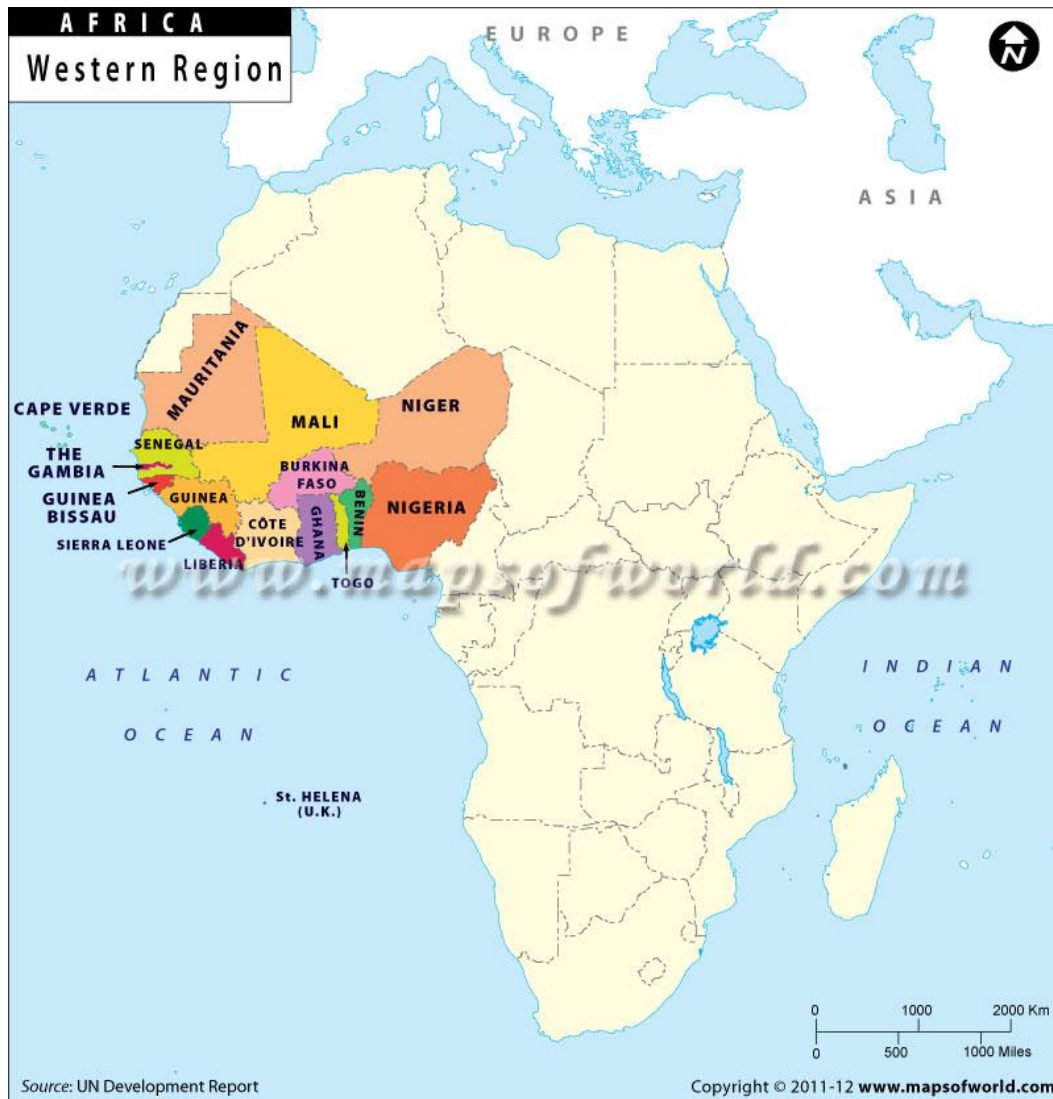 AFRICA
Western Region
EUROPE
N
ASIA
MAURITANIA
CAPE VERDE
MALI
NIGER
SENEGAL
THE
GAMBIA
BURKINA
FASO
GUINEA
BISSAU
GUINEA
BENIN
NIGERIA
GHANA
CÔTE
D'IVOIRE
SIERRA LEONE
LIBERIA
TOGO
www.mapsofworld.com
ATLANTIC
OCEAN
INDIAN
OCEAN
St. HELENA
(U.K.)
0 1000 2000 Km
0 500 1000 Miles
Source: UN Development Report
Copyright © 2011-12 www.mapsofworld.com